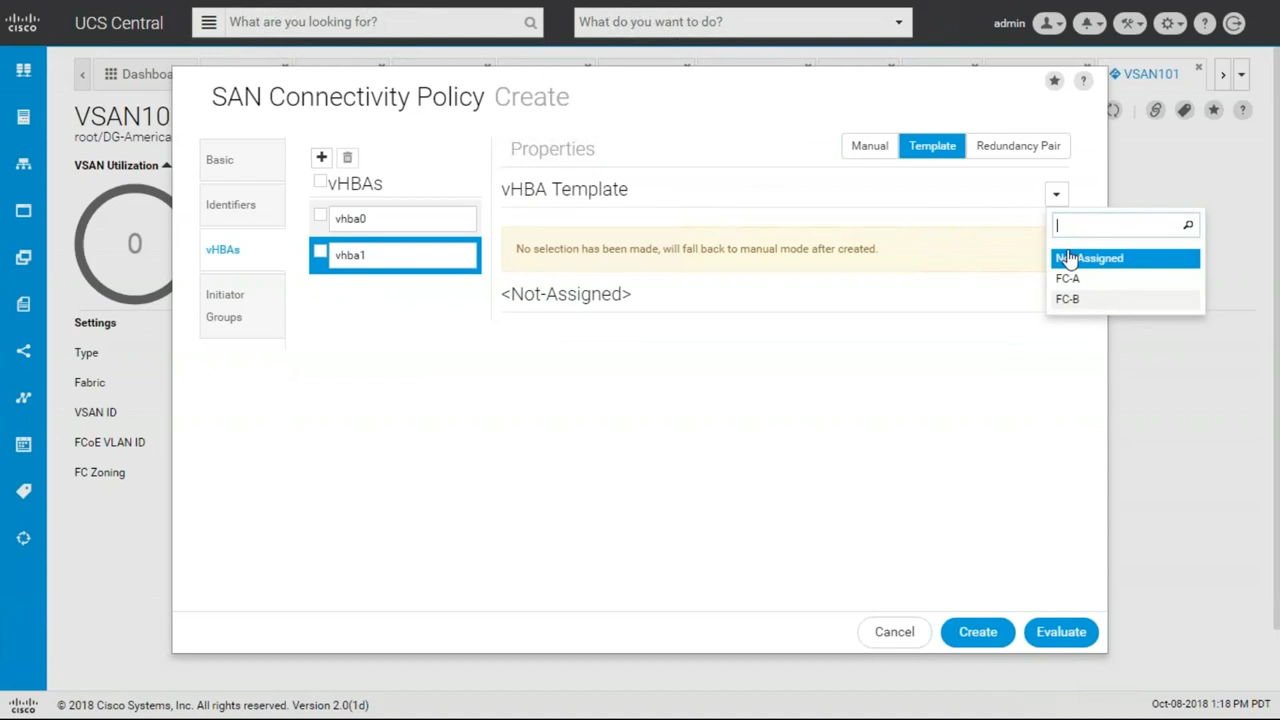 cisco
UCS Central
What are you looking for?
What do you want to do?
admin
?
Dashboa
VSAN101
VSAN10
root/DG-America
VSAN Utilization
0
Settings
Type
Fabric
VSAN ID
FCoE VLAN ID
FC Zoning
?
SAN Connectivity Policy Create
?
Basic
Identifiers
vHBAs
Initiator
Groups
vHBAs
vhba0
vhba1
Properties
Manual
Template
Redundancy Pair
vHBA Template
No selection has been made, will fall back to manual mode after created.
<Not-Assigned>
Assigned
FC-A
FC-B
Cancel
Create
Evaluate
cisco
© 2018 Cisco Systems, Inc. All rights reserved. Version 2.0(1d)
Oct-08-2018 1:18 PM PDT